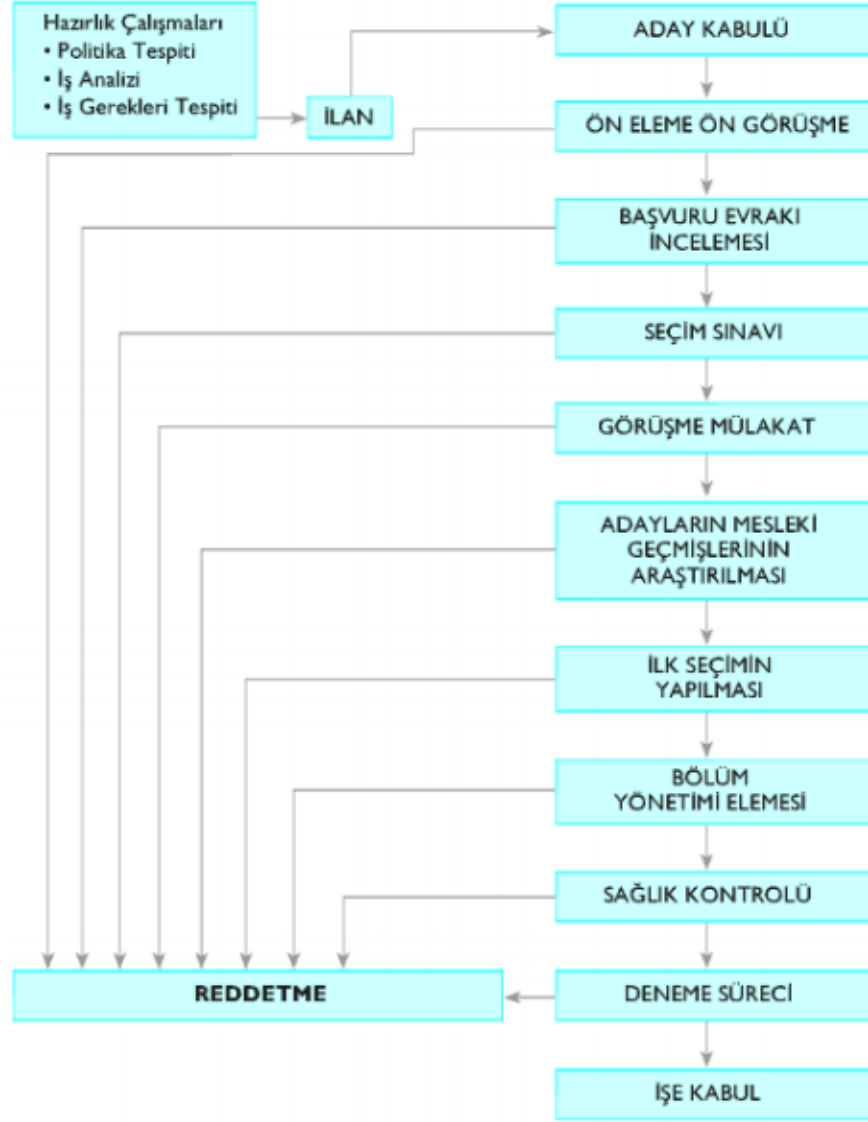 Hazırlık Çalışmaları
• Politika Tespiti
• İş Analizi
• İş Gerekleri Tespiti
İLAN
ADAY KABULÜ
ÖN ELEME ÖN GÖRÜŞME
BAŞVURU EVRAKI
İNCELEMESİ
SEÇİM SINAVI
GÖRÜŞME MÜLAKAT
ADAYLARIN MESLEKİ
GEÇMİŞLERİNİN
ARAŞTIRILMASI
İLK SEÇİMİN
YAPILMASI
BÖLÜM
YÖNETİMİ ELEMESİ
SAĞLIK KONTROLÜ
REDDETME
DENEME SÜRECİ
İŞE KABUL